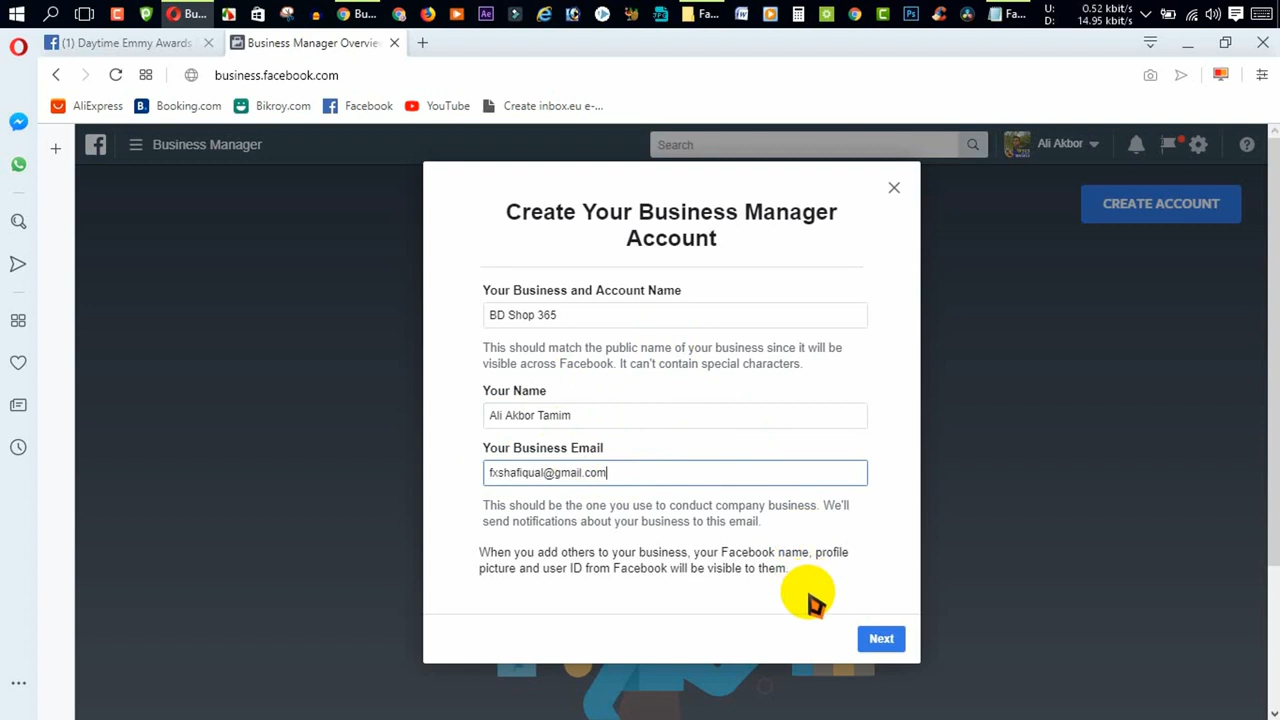 Bu...
Bu...
Fa...
Fa...
U:
0.52 kbit/s
D:
14.95 kbit/s
(1) Daytime Emmy Awards
Business Manager Overvie
business.facebook.com
AliExpress
Booking.com
Bikroy.com
Facebook
YouTube
Create inbox.eu e-...
Business Manager
Search
Ali Akbor
CREATE ACCOUNT
Create Your Business Manager
Account
Your Business and Account Name
BD Shop 365
This should match the public name of your business since it will be
visible across Facebook. It can't contain special characters.
Your Name
Ali Akbor Tamim
Your Business Email
fxshafiqual@gmail.com
This should be the one you use to conduct company business. We'll
send notifications about your business to this email.
When you add others to your business, your Facebook name, profile
picture and user ID from Facebook will be visible to them.
Next